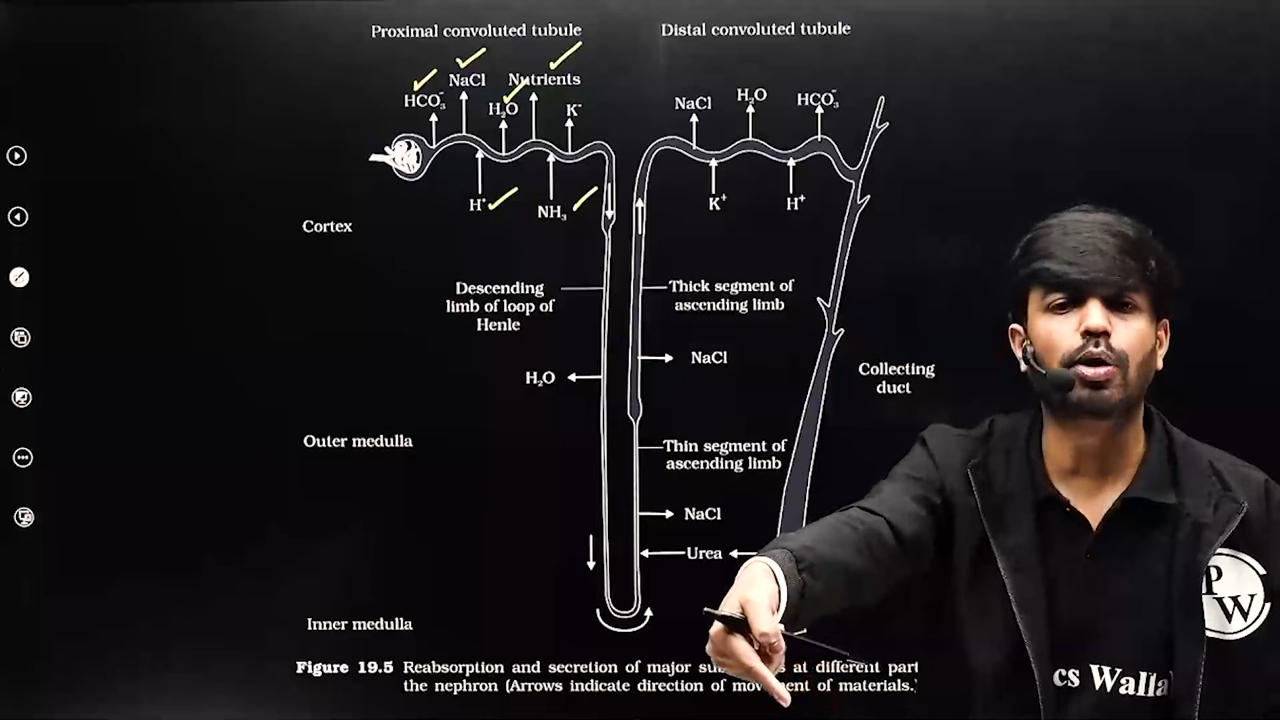 Proximal convoluted tubule
Distal convoluted tubule
NaCl
Nutrients
HCO₃⁻
H₂O
K⁻
NaCl
H₂O
HCO₃⁻
H⁺
NH₃
K⁺
H⁺
Cortex
Descending
limb of loop of
Henle
Thick segment of
ascending limb
NaCl
H₂O
Collecting
duct
Outer medulla
Thin segment of
ascending limb
NaCl
Urea
Inner medulla
Figure 19.5 Reabsorption and secretion of major at different part
the nephron (Arrows indicate direction of of materials.
PW
cs Walla